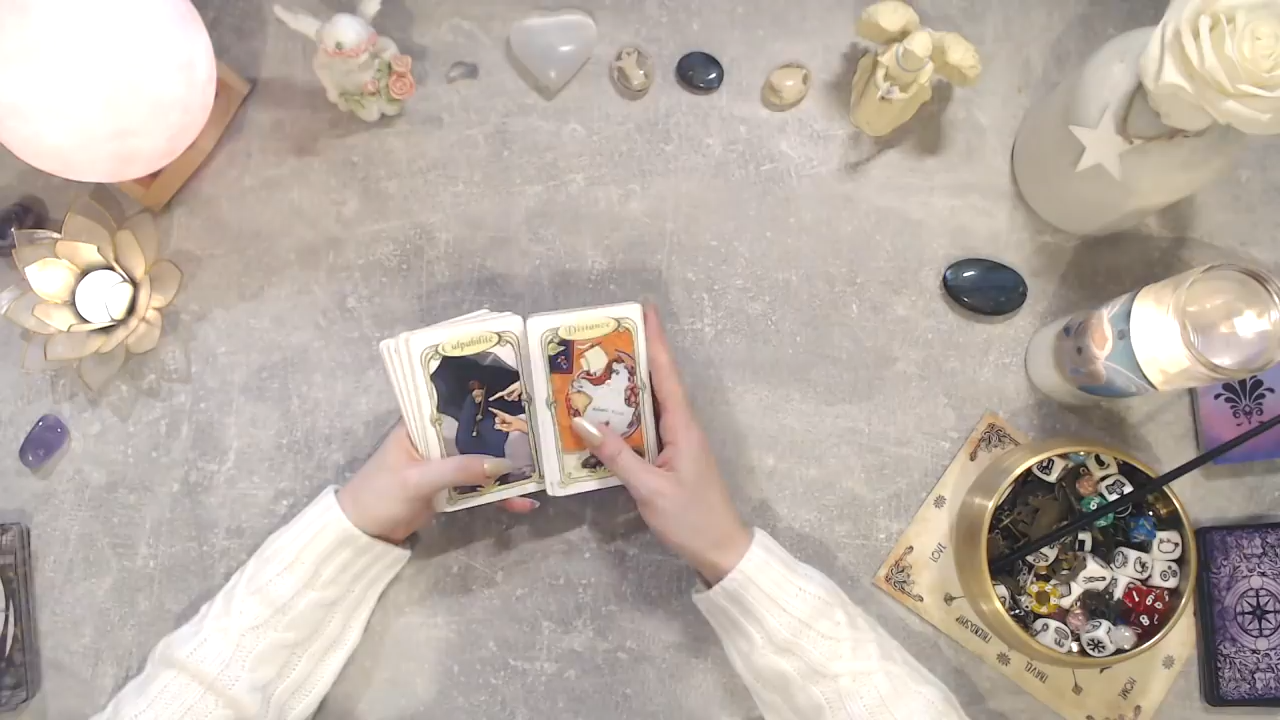 Culpabilité
Distance
LOVE
FRIENDSHIP
TRAVEL
HOME